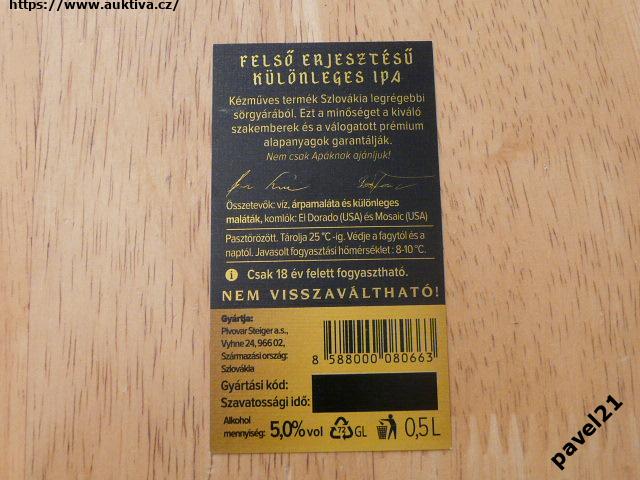 https://www.auktiva.cz/
FELSŐ ERJESZTÉSŰ
KÜLÖNLEGES IPA
Kézműves termék Szlovákia legrégebbi
sörgyárából. Ezt a minőséget a kiváló
szakemberek és a válogatott prémium
alapanyagok garantálják.
Nem csak Apáknak ajánljuk!
Összetevők: víz, árpamaláta és különleges
maláták, komlók: El Dorado (USA) és Mosaic (USA)
Pasztőrözött. Tárolja 25 °C -ig. Védje a fagytól és a
naptól. Javasolt fogyasztási hőmérséklet : 8-10 °C.
i Csak 18 év felett fogyasztható.
NEM VISSZAVÁLTHATÓ!
Gyártja:
Pivovar Steiger a.s.,
Vyhne 24, 966 02,
Származási ország:
Szlovákia
8 588000 080663
Gyártási kód:
Szavatossági idő:
Alkohol
mennyiség: 5,0% vol 72 GL 0,5 L
pavel21